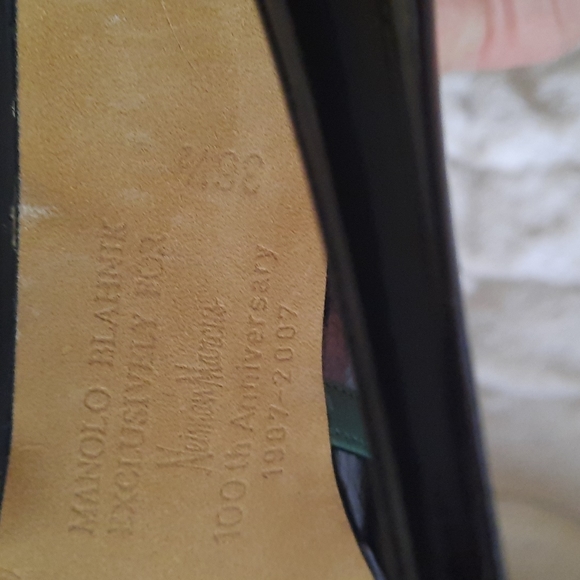 MANOLO BLAHNIK
EXCLUSIVELY FOR
Neiman Marcus
100th Anniversary
1907-2007